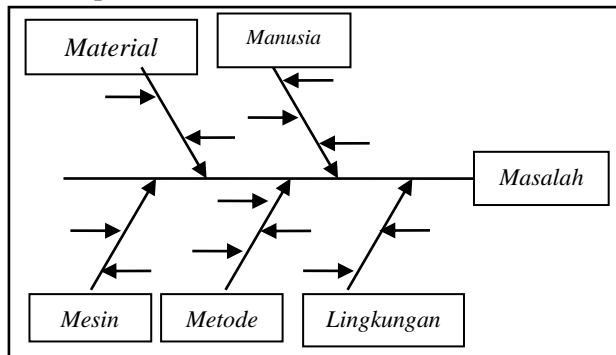 Material
Manusia
Masalah
Mesin
Metode
Lingkungan